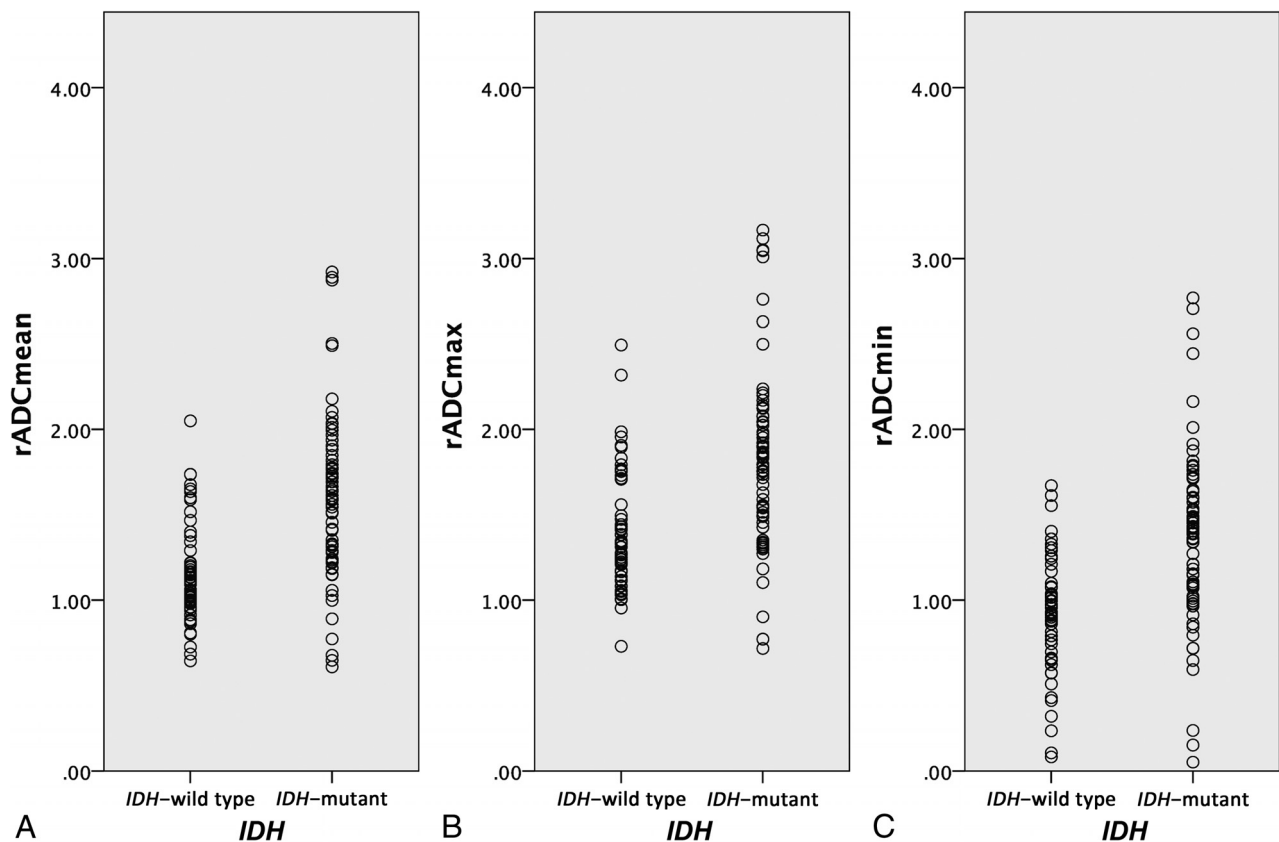 4.00
3.00
2.00
1.00
.00
rADCmean
IDH-wild type IDH-mutant
IDH
A
4.00
3.00
2.00
1.00
.00
rADCmax
IDH-wild type IDH-mutant
IDH
B
4.00
3.00
2.00
1.00
.00
rADCmin
IDH-wild type IDH-mutant
IDH
C